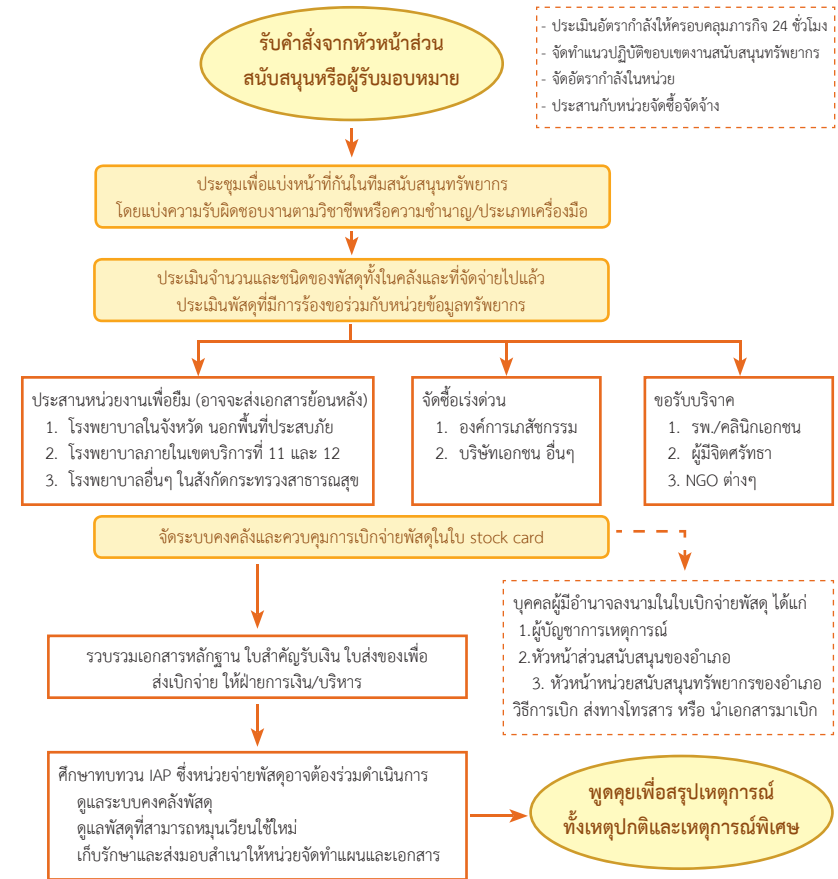 รับคำสั่งจากหัวหน้าส่วน
สนับสนุนหรือผู้รับมอบหมาย
- ประเมินอัตรากำลังให้ครอบคลุมภารกิจ 24 ชั่วโมง
- จัดทำแนวปฏิบัติขอบเขตงานสนับสนุนทรัพยากร
- จัดอัตรากำลังในหน่วย
- ประสานกับหน่วยจัดซื้อจัดจ้าง
ประชุมเพื่อแบ่งหน้าที่กันในทีมสนับสนุนทรัพยากร
โดยแบ่งความรับผิดชอบงานตามวิชาชีพหรือความชำนาญ/ประเภทเครื่องมือ
ประเมินจำนวนและชนิดของพัสดุทั้งในคลังและที่จัดจ่ายไปแล้ว
ประเมินพัสดุที่มีการร้องขอร่วมกับหน่วยข้อมูลทรัพยากร
ประสานหน่วยงานเพื่อยืม (อาจจะส่งเอกสารย้อนหลัง)
1. โรงพยาบาลในจังหวัด นอกพื้นที่ประสบภัย
2. โรงพยาบาลภายในเขตบริการที่ 11 และ 12
3. โรงพยาบาลอื่นๆ ในสังกัดกระทรวงสาธารณสุข
จัดซื้อเร่งด่วน
1. องค์การเภสัชกรรม
2. บริษัทเอกชน อื่นๆ
ขอรับบริจาค
1. รพ./คลินิกเอกชน
2. ผู้มีจิตศรัทธา
3. NGO ต่างๆ
จัดระบบคงคลังและควบคุมการเบิกจ่ายพัสดุในใบ stock card
บุคคลผู้มีอำนาจลงนามในใบเบิกจ่ายพัสดุ ได้แก่
1.ผู้บัญชาการเหตุการณ์
2.หัวหน้าส่วนสนับสนุนของอำเภอ
3. หัวหน้าหน่วยสนับสนุนทรัพยากรของอำเภอ
วิธีการเบิก ส่งทางโทรสาร หรือ นำเอกสารมาเบิก
รวบรวมเอกสารหลักฐาน ใบสำคัญรับเงิน ใบส่งของเพื่อ
ส่งเบิกจ่าย ให้ฝ่ายการเงิน/บริหาร
ศึกษาทบทวน IAP ซึ่งหน่วยจ่ายพัสดุอาจต้องร่วมดำเนินการ
ดูแลระบบคงคลังพัสดุ
ดูแลพัสดุที่สามารถหมุนเวียนใช้ใหม่
เก็บรักษาและส่งมอบสำเนาให้หน่วยจัดทำแผนและเอกสาร
พูดคุยเพื่อสรุปเหตุการณ์
ทั้งเหตุปกติและเหตุการณ์พิเศษ